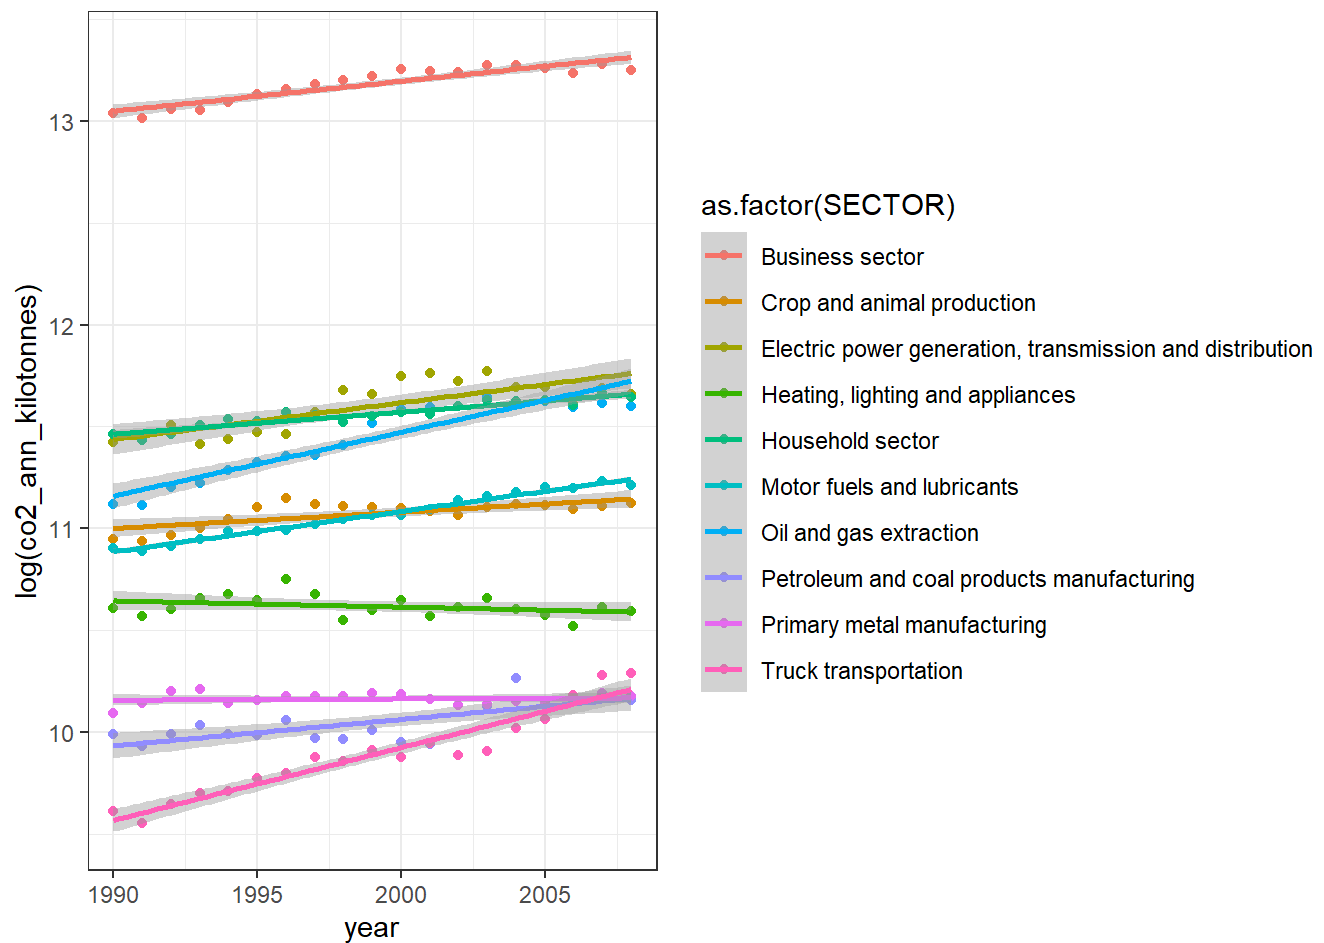 13
12
11
10
log(co2_ann_kilotonnes)
1990
1995
2000
2005
year
as.factor(SECTOR)
Business sector
Crop and animal production
Electric power generation, transmission and distribution
Heating, lighting and appliances
Household sector
Motor fuels and lubricants
Oil and gas extraction
Petroleum and coal products manufacturing
Primary metal manufacturing
Truck transportation